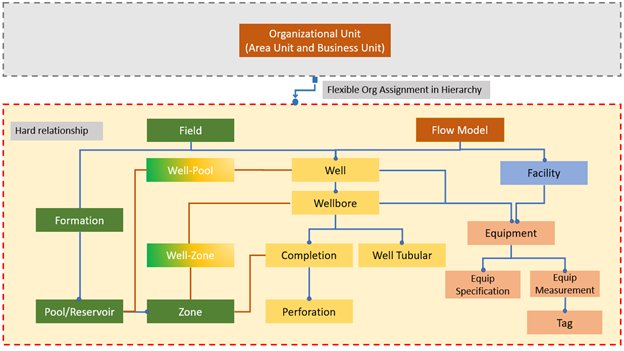 Organizational Unit
(Area Unit and Business Unit)
Flexible Org Assignment in Hierarchy
Hard relationship
Field
Flow Model
Well-Pool
Well
Facility
Wellbore
Formation
Equipment
Well-Zone
Completion
Well Tubular
Equip
Specification
Equip
Measurement
Pool/Reservoir
Zone
Perforation
Tag